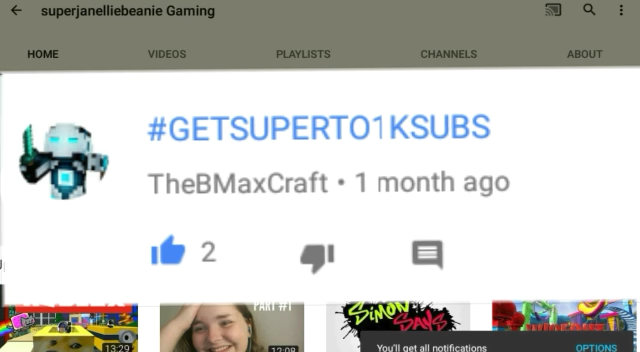 superjanelliebeanie Gaming
HOME VIDEOS PLAYLISTS CHANNELS ABOUT
#GETSUPERTO1KSUBS
TheBMaxCraft • 1 month ago
2
PART #1
SIMON SAYS
13:29
12:08
You'll get all notifications OPTIONS